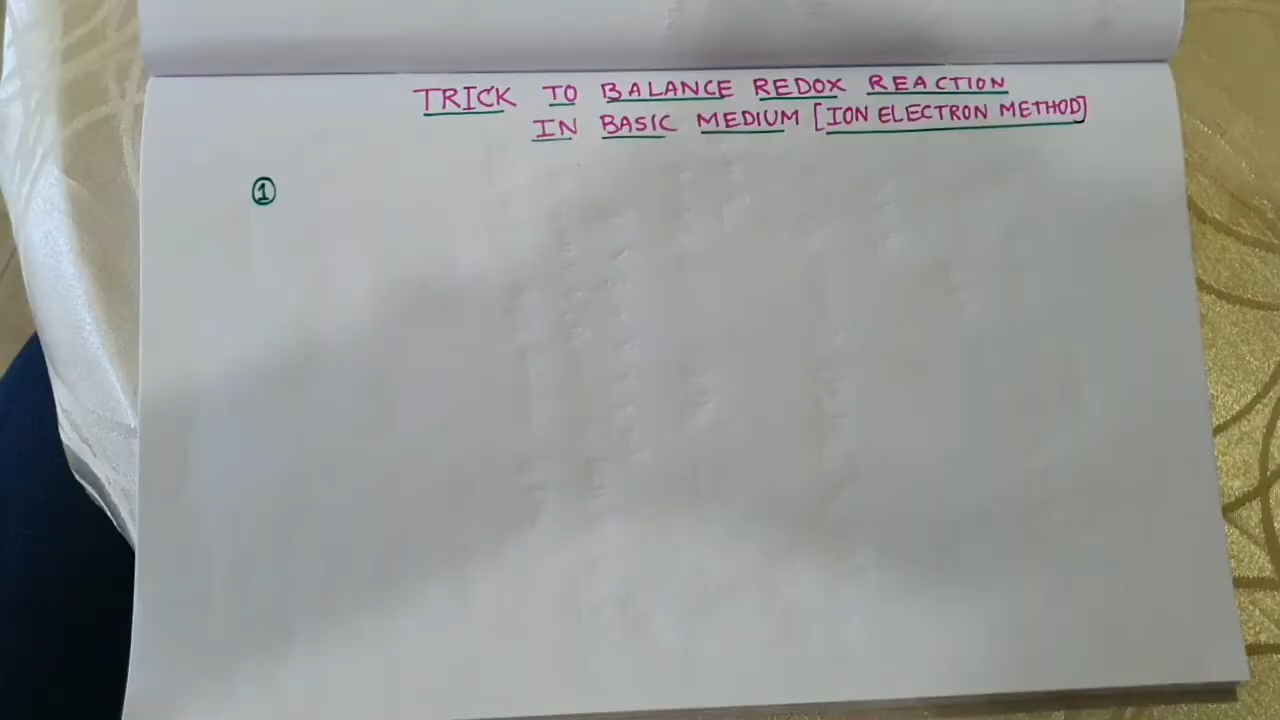 TRICK TO BALANCE REDOX REACTION
IN BASIC MEDIUM [ION ELECTRON METHOD]
①